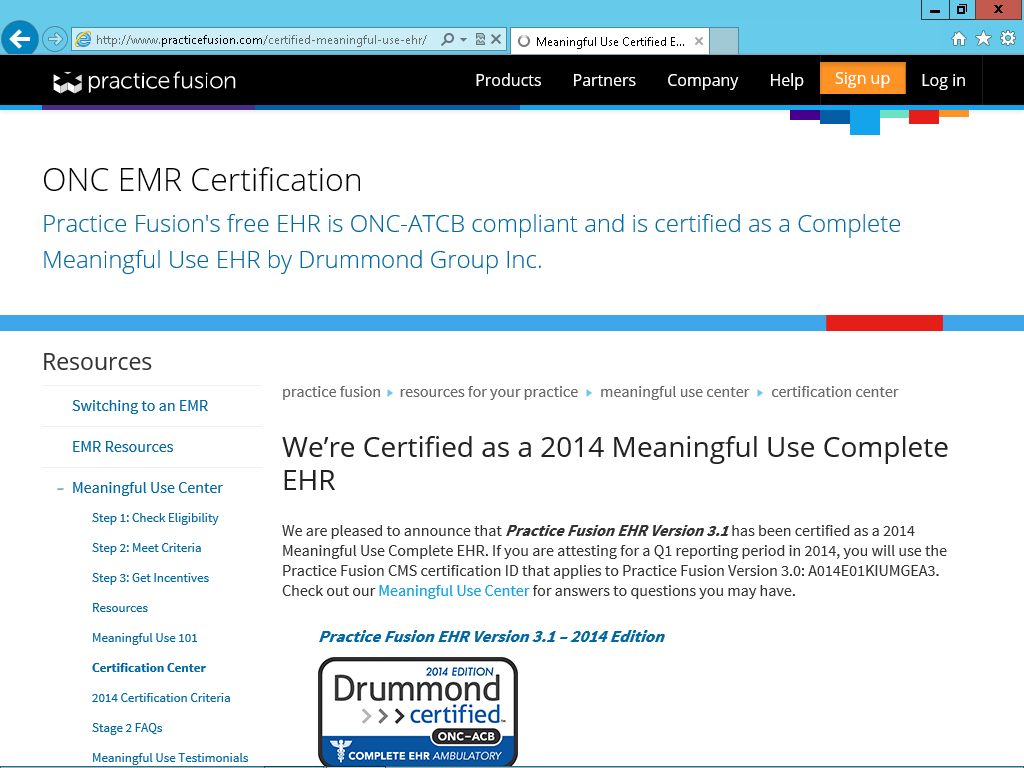 http://www.practicefusion.com/certified-meaningful-use-ehr/
Meaningful Use Certified E...
practice fusion
Products
Partners
Company
Help
Sign up
Log in
ONC EMR Certification
Practice Fusion's free EHR is ONC-ATCB compliant and is certified as a Complete
Meaningful Use EHR by Drummond Group Inc.
Resources
Switching to an EMR
EMR Resources
– Meaningful Use Center
Step 1: Check Eligibility
Step 2: Meet Criteria
Step 3: Get Incentives
Resources
Meaningful Use 101
Certification Center
2014 Certification Criteria
Stage 2 FAQs
Meaningful Use Testimonials
practice fusion ▸ resources for your practice ▸ meaningful use center ▸ certification center
We’re Certified as a 2014 Meaningful Use Complete
EHR
We are pleased to announce that Practice Fusion EHR Version 3.1 has been certified as a 2014
Meaningful Use Complete EHR. If you are attesting for a Q1 reporting period in 2014, you will use the
Practice Fusion CMS certification ID that applies to Practice Fusion Version 3.0: A014E01KIUMGEA3.
Check out our Meaningful Use Center for answers to questions you may have.
Practice Fusion EHR Version 3.1 – 2014 Edition
2014 EDITION
Drummond
certified™
ONC–ACB
COMPLETE EHR AMBULATORY